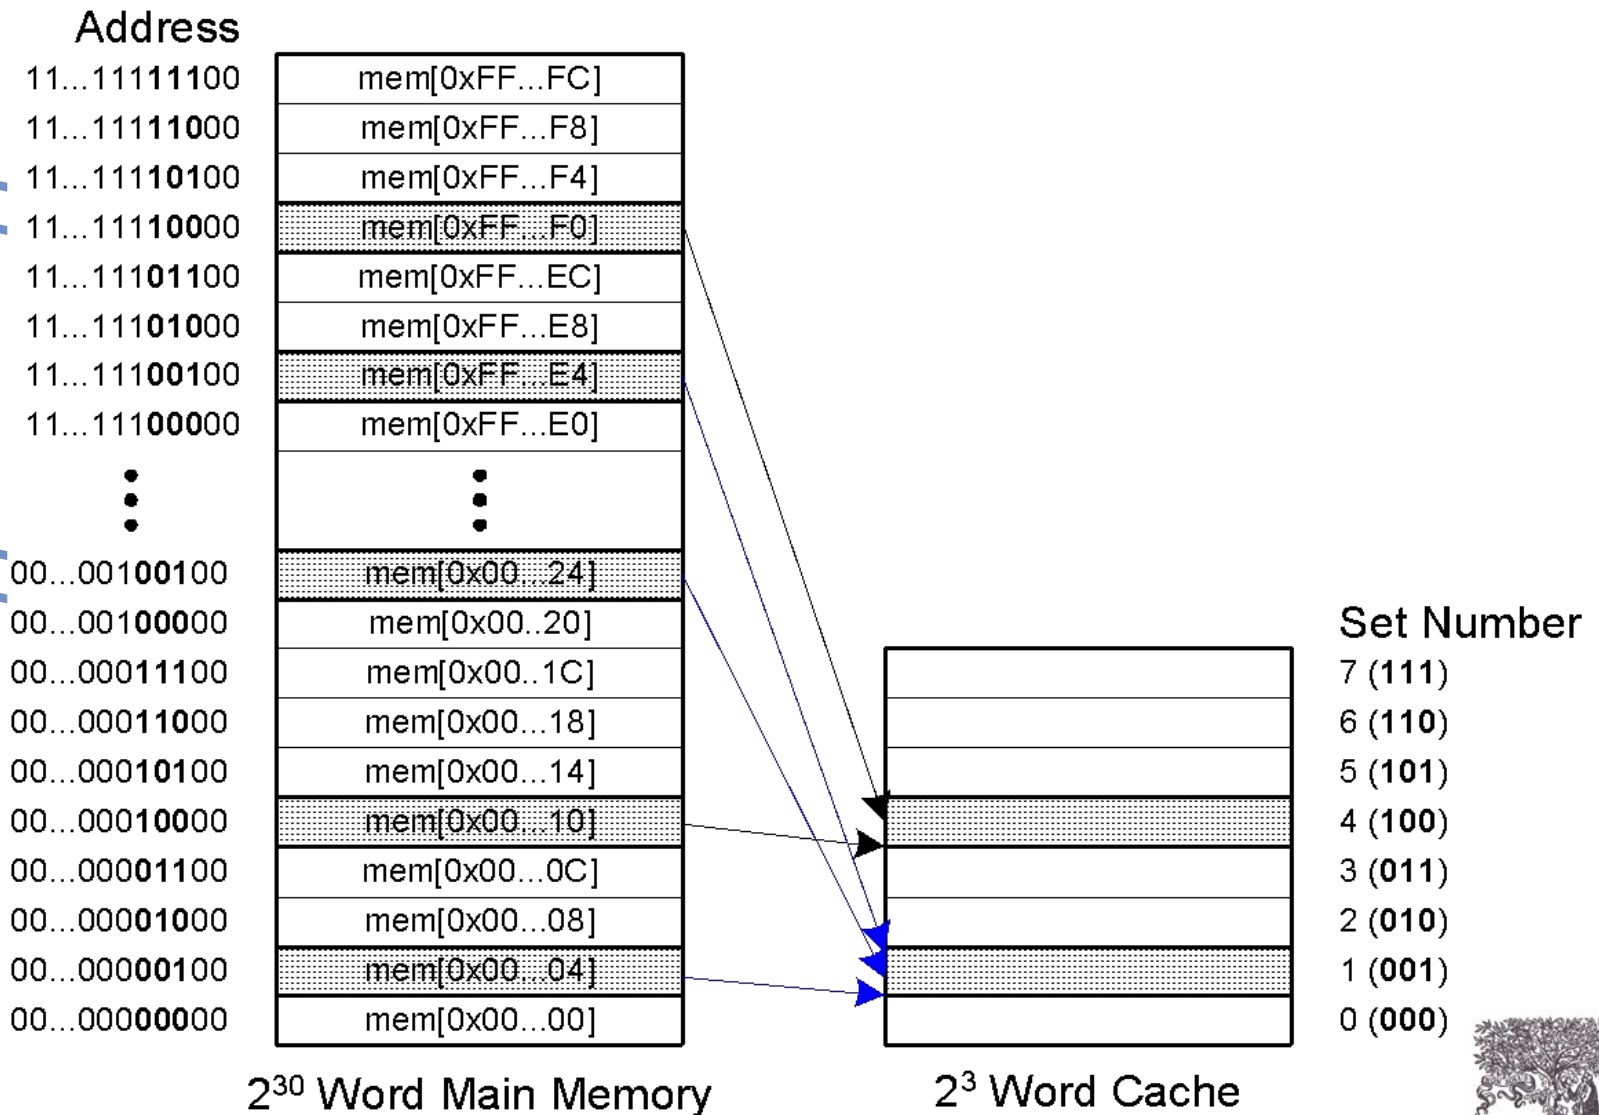 Address
11...11111100 mem[0xFF...FC]
11...11111000 mem[0xFF...F8]
11...11110100 mem[0xFF...F4]
11...11110000 mem[0xFF...F0]
11...11101100 mem[0xFF...EC]
11...11101000 mem[0xFF...E8]
11...11100100 mem[0xFF...E4]
11...11100000 mem[0xFF...E0]
00...00100100 mem[0x00...24]
00...00100000 mem[0x00..20]
00...00011100 mem[0x00..1C]
00...00011000 mem[0x00...18]
00...00010100 mem[0x00...14]
00...00010000 mem[0x00...10]
00...00001100 mem[0x00...0C]
00...00001000 mem[0x00...08]
00...00000100 mem[0x00...04]
00...00000000 mem[0x00...00]
2³⁰ Word Main Memory
Set Number
7 (111)
6 (110)
5 (101)
4 (100)
3 (011)
2 (010)
1 (001)
0 (000)
2³ Word Cache